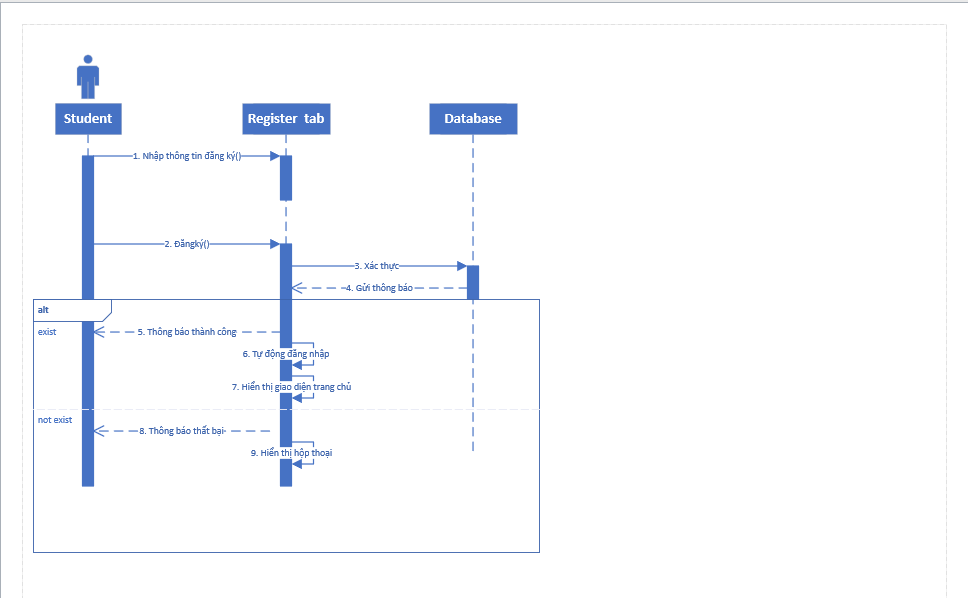 Student
Register tab
Database
1. Nhập thông tin đăng ký()
2. Đăngký()
3. Xác thực
4. Gửi thông báo
alt
exist
5. Thông báo thành công
6. Tự động đăng nhập
7. Hiển thị giao diện trang chủ
not exist
8. Thông báo thất bại
9. Hiển thị hộp thoại